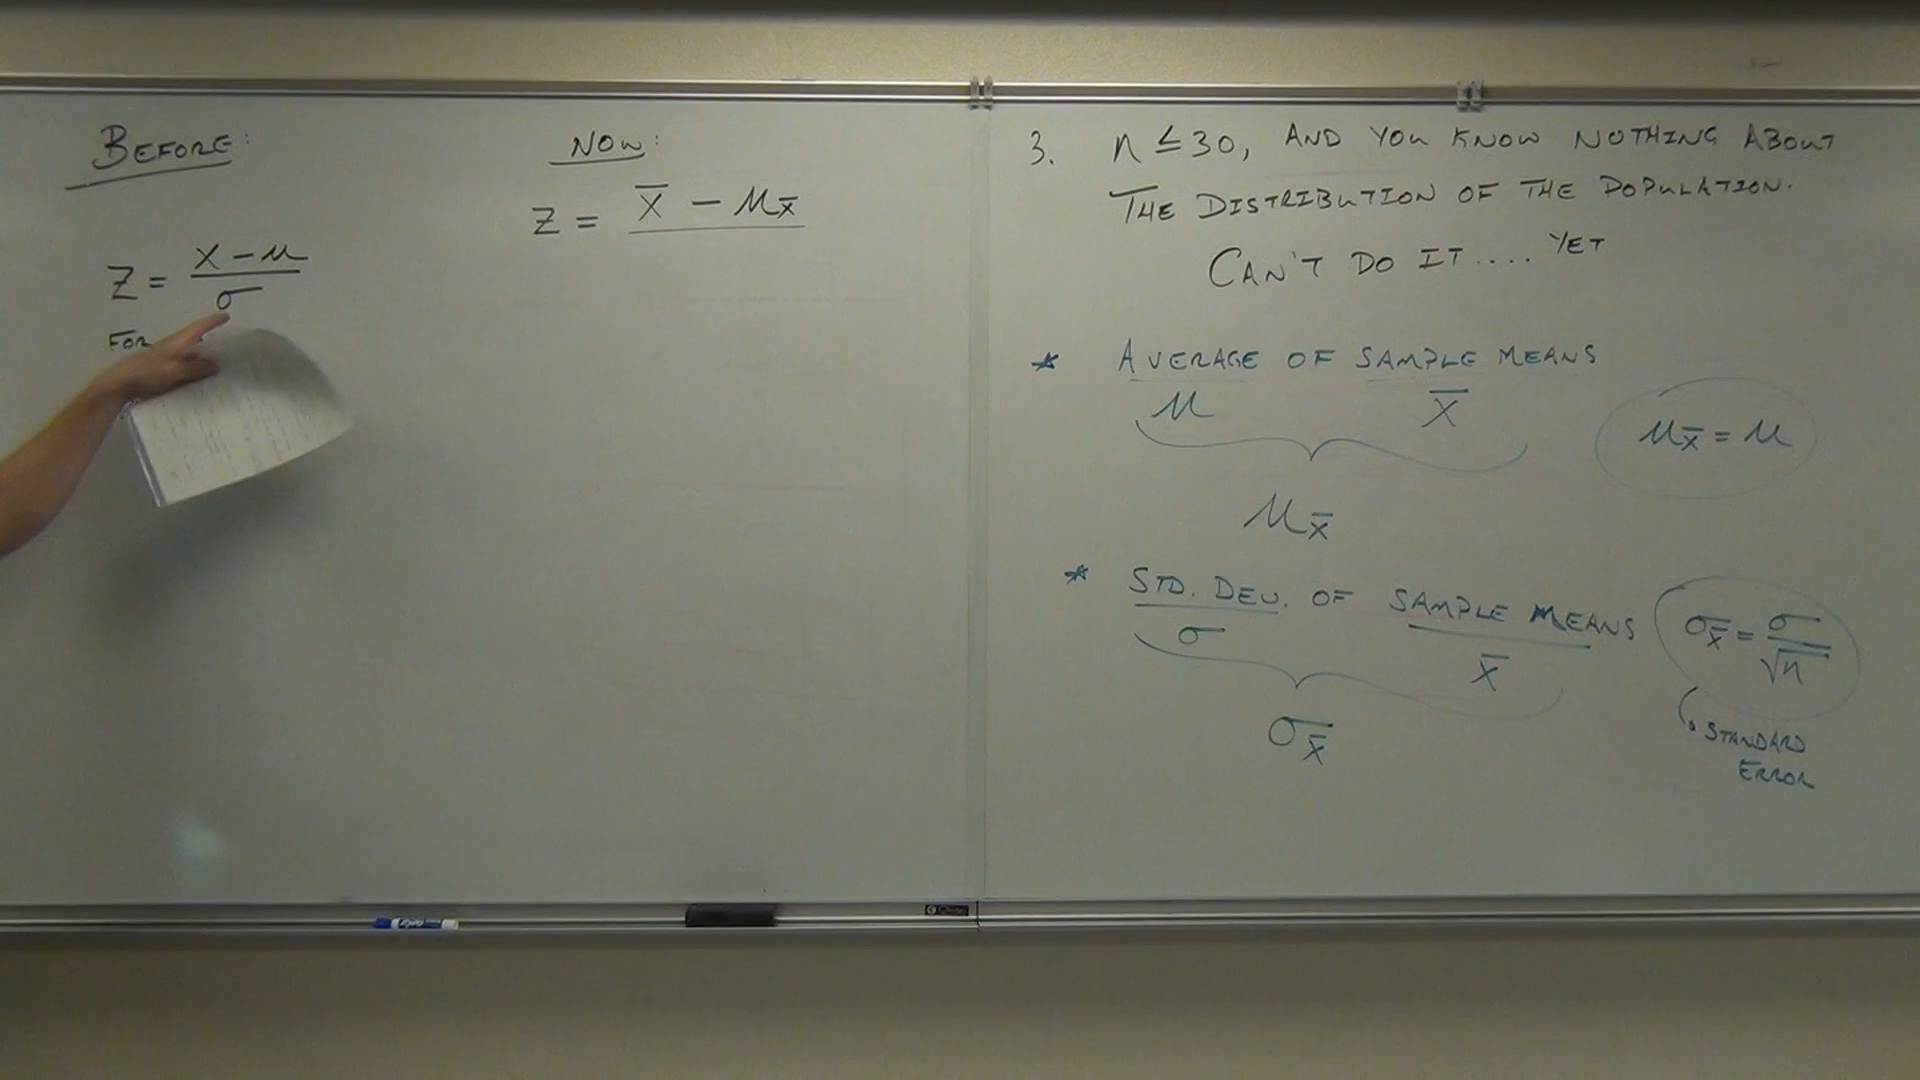 BEFORE:
Z = X - μ / σ
FOR
NOW:
Z = X̄ - μx̄
3. n ≤ 30, AND YOU KNOW NOTHING ABOUT
THE DISTRIBUTION OF THE POPULATION.
CAN'T DO IT .... YET
* AVERAGE OF SAMPLE MEANS
μ X̄
μx̄ = μ
μx̄
* STD. DEV. OF SAMPLE MEANS
σ X̄
σx̄ = σ / √n
STANDARD
ERROR
σx̄